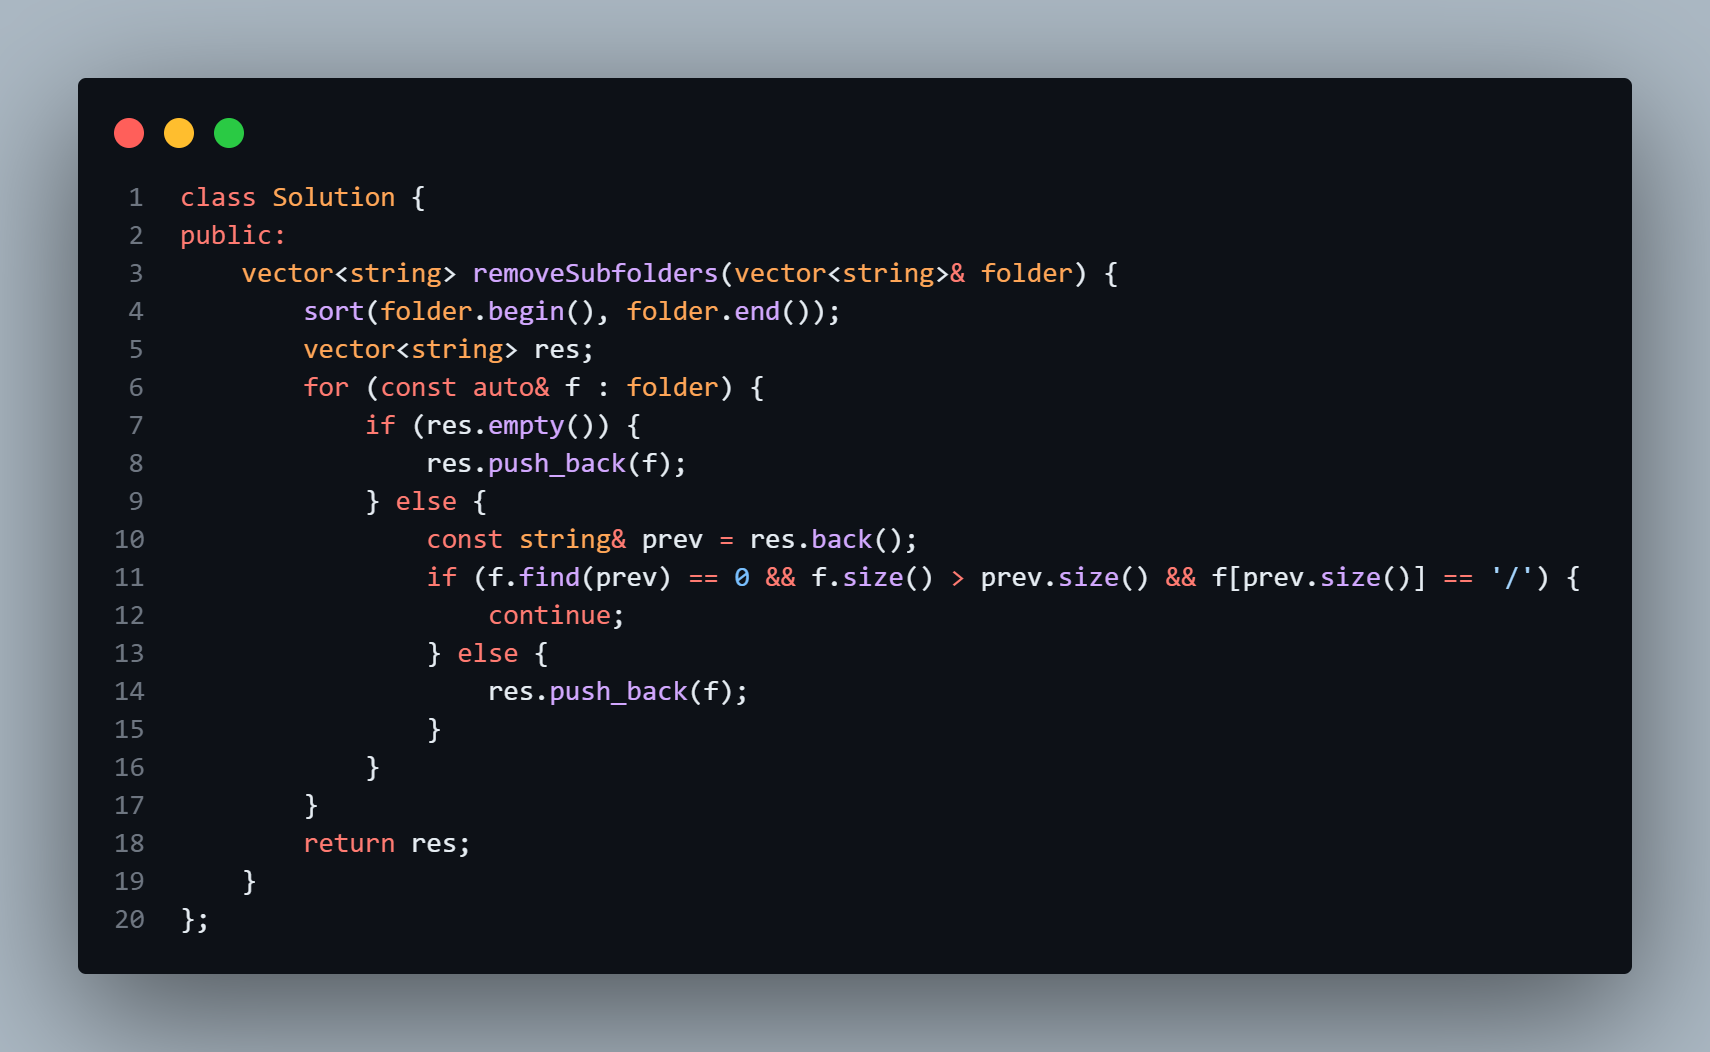 1 class Solution {
2 public:
3     vector<string> removeSubfolders(vector<string>& folder) {
4         sort(folder.begin(), folder.end());
5         vector<string> res;
6         for (const auto& f : folder) {
7             if (res.empty()) {
8                 res.push_back(f);
9             } else {
10                 const string& prev = res.back();
11                 if (f.find(prev) == 0 && f.size() > prev.size() && f[prev.size()] == '/') {
12                     continue;
13                 } else {
14                     res.push_back(f);
15                 }
16             }
17         }
18         return res;
19     }
20 };